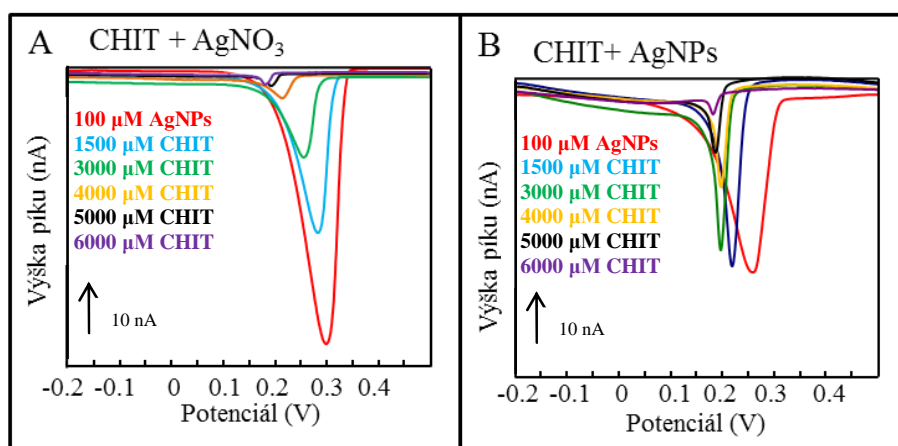 A
CHIT + AgNO₃
100 µM AgNPs
1500 µM CHIT
3000 µM CHIT
4000 µM CHIT
5000 µM CHIT
6000 µM CHIT
10 nA
Výška píku (nA)
-0.2 -0.1 0 0.1 0.2 0.3 0.4
Potenciál (V)
B
CHIT+ AgNPs
100 µM AgNPs
1500 µM CHIT
3000 µM CHIT
4000 µM CHIT
5000 µM CHIT
6000 µM CHIT
10 nA
Výška píku (nA)
-0.2 -0.1 0 0.1 0.2 0.3 0.4
Potenciál (V)